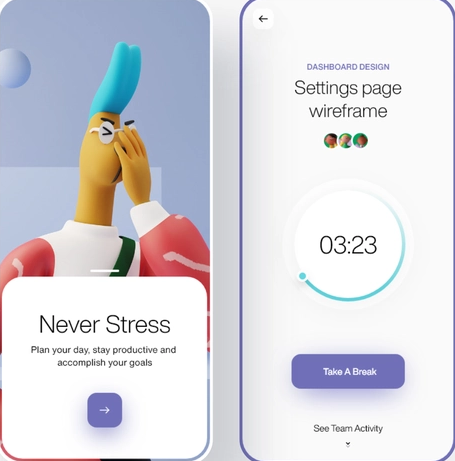 Never Stress
Plan your day, stay productive and
accomplish your goals
DASHBOARD DESIGN
Settings page
wireframe
03:23
Take A Break
See Team Activity